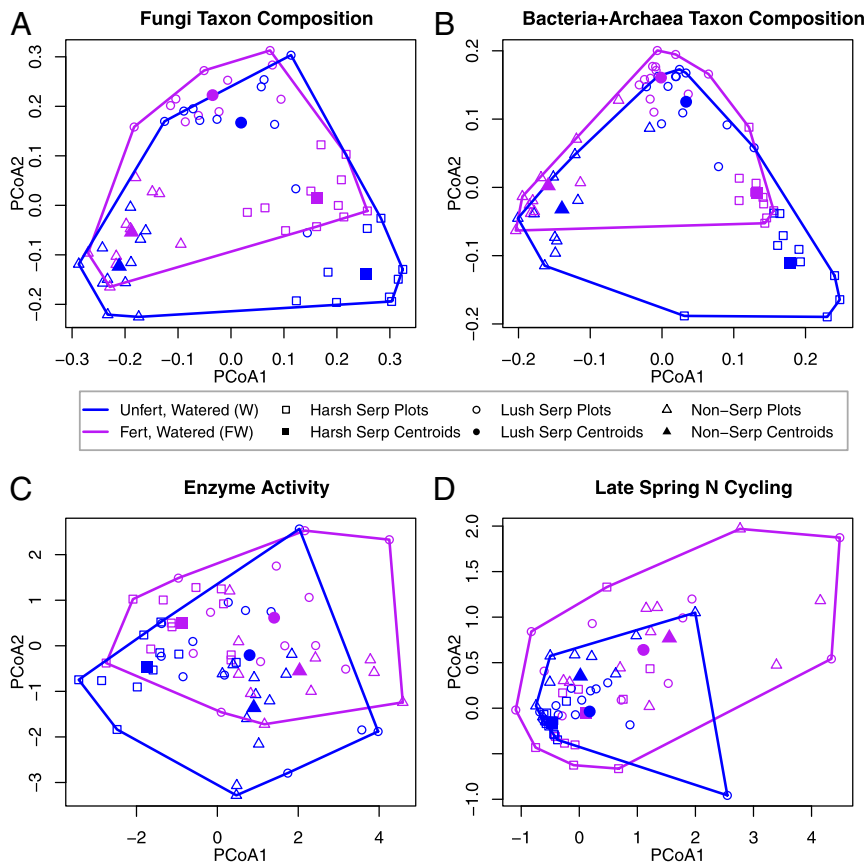 A
Fungi Taxon Composition
PCoA2
0.3
0.2
0.1
0.0
−0.1
−0.2
−0.3 −0.2 −0.1 0.0 0.1 0.2 0.3
PCoA1
B
Bacteria+Archaea Taxon Composition
PCoA2
0.2
0.1
0.0
−0.1
−0.2
−0.2 −0.1 0.0 0.1 0.2
PCoA1
Unfert, Watered (W) Harsh Serp Plots Lush Serp Plots Non−Serp Plots
Fert, Watered (FW) Harsh Serp Centroids Lush Serp Centroids Non−Serp Centroids
C
Enzyme Activity
PCoA2
2
1
0
−1
−2
−3
−2 0 2 4
PCoA1
D
Late Spring N Cycling
PCoA2
2.0
1.5
1.0
0.5
0.0
−1.0
−1 0 1 2 3 4
PCoA1